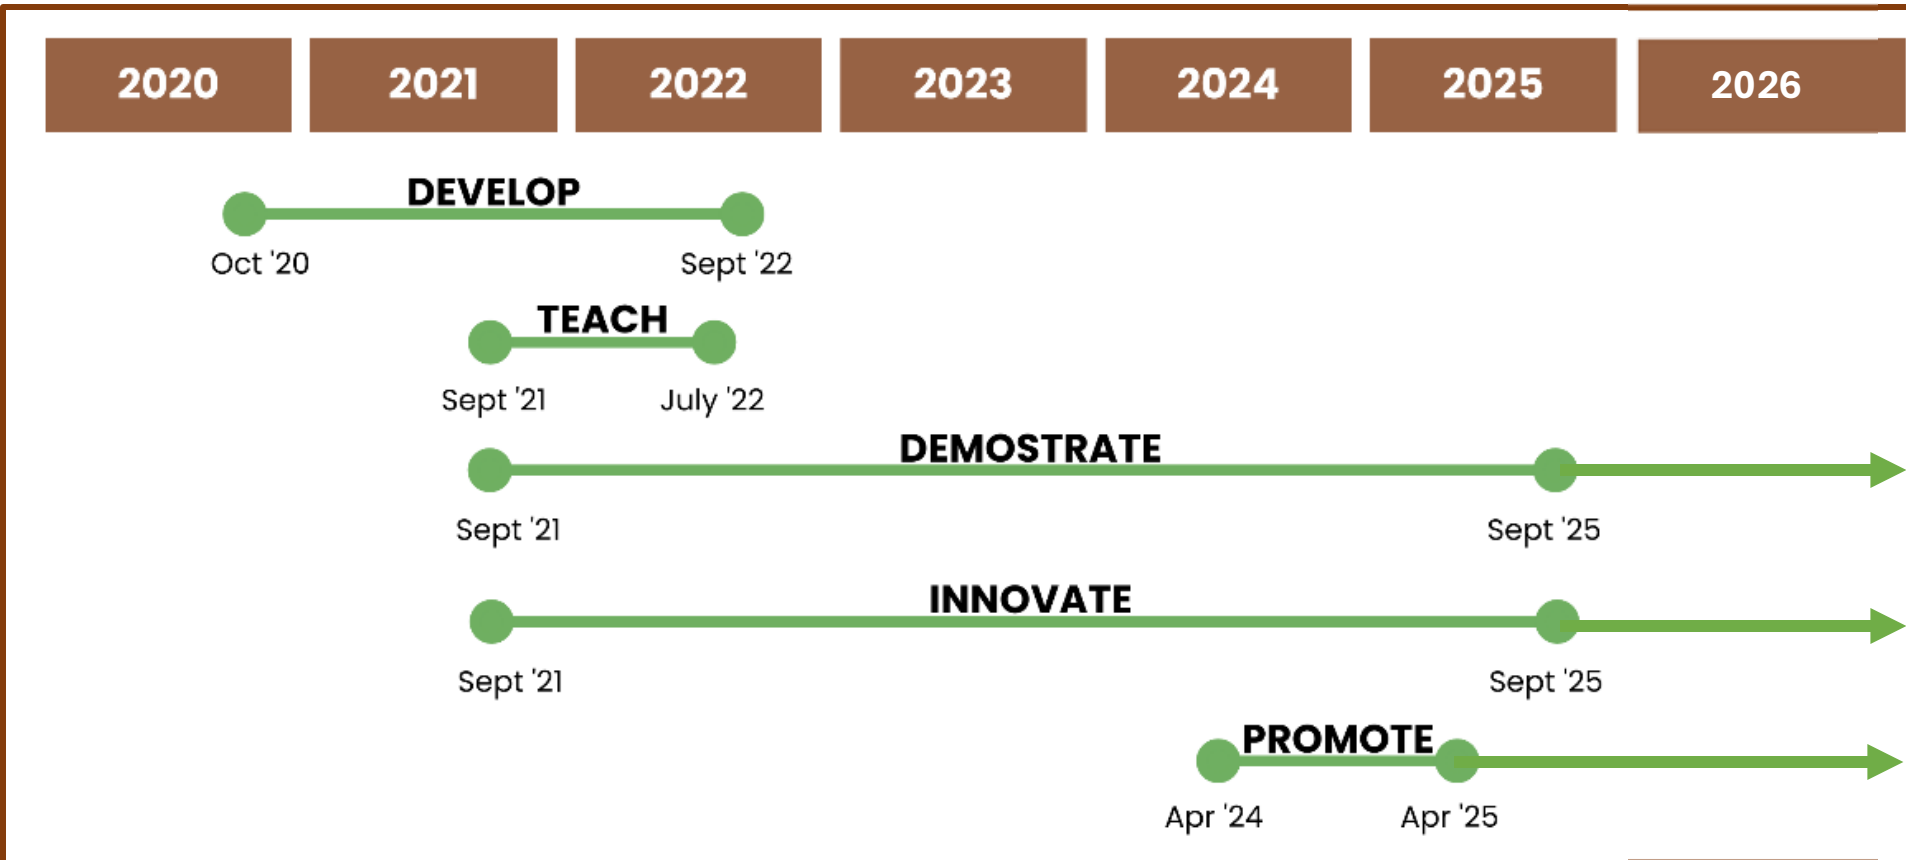 2020 2021 2022 2023 2024 2025 2026
DEVELOP
Oct '20 Sept '22
TEACH
Sept '21 July '22
DEMOSTRATE
Sept '21 Sept '25
INNOVATE
Sept '21 Sept '25
PROMOTE
Apr '24 Apr '25